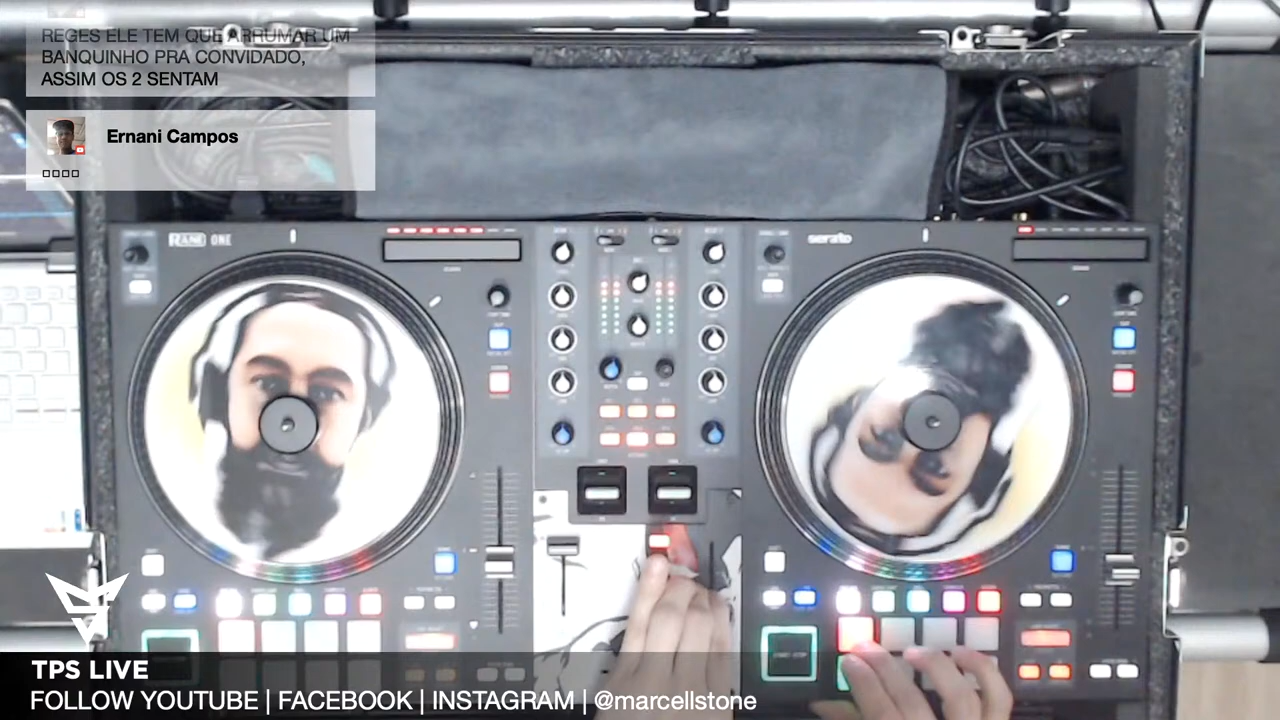 REGES ELE TEM QUE ARRUMAR UM
BANQUINHO PRA CONVIDADO,
ASSIM OS 2 SENTAM
Ernani Campos
RANE ONE
serato
TPS LIVE
FOLLOW YOUTUBE | FACEBOOK | INSTAGRAM | @marcellstone